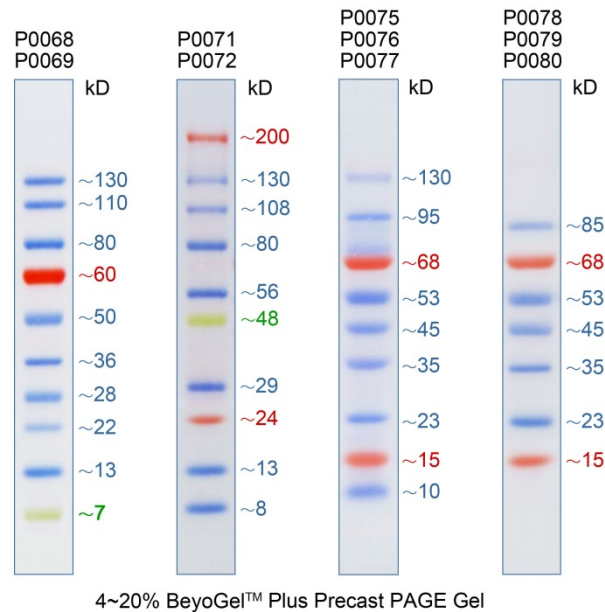 P0068
P0069
kD
~130
~110
~80
~60
~50
~36
~28
~22
~13
~7
P0071
P0072
kD
~200
~130
~108
~80
~56
~48
~29
~24
~13
~8
P0075
P0076
P0077
kD
~130
~95
~68
~53
~45
~35
~23
~15
~10
P0078
P0079
P0080
kD
~85
~68
~53
~45
~35
~23
~15
4~20% BeyoGel™ Plus Precast PAGE Gel